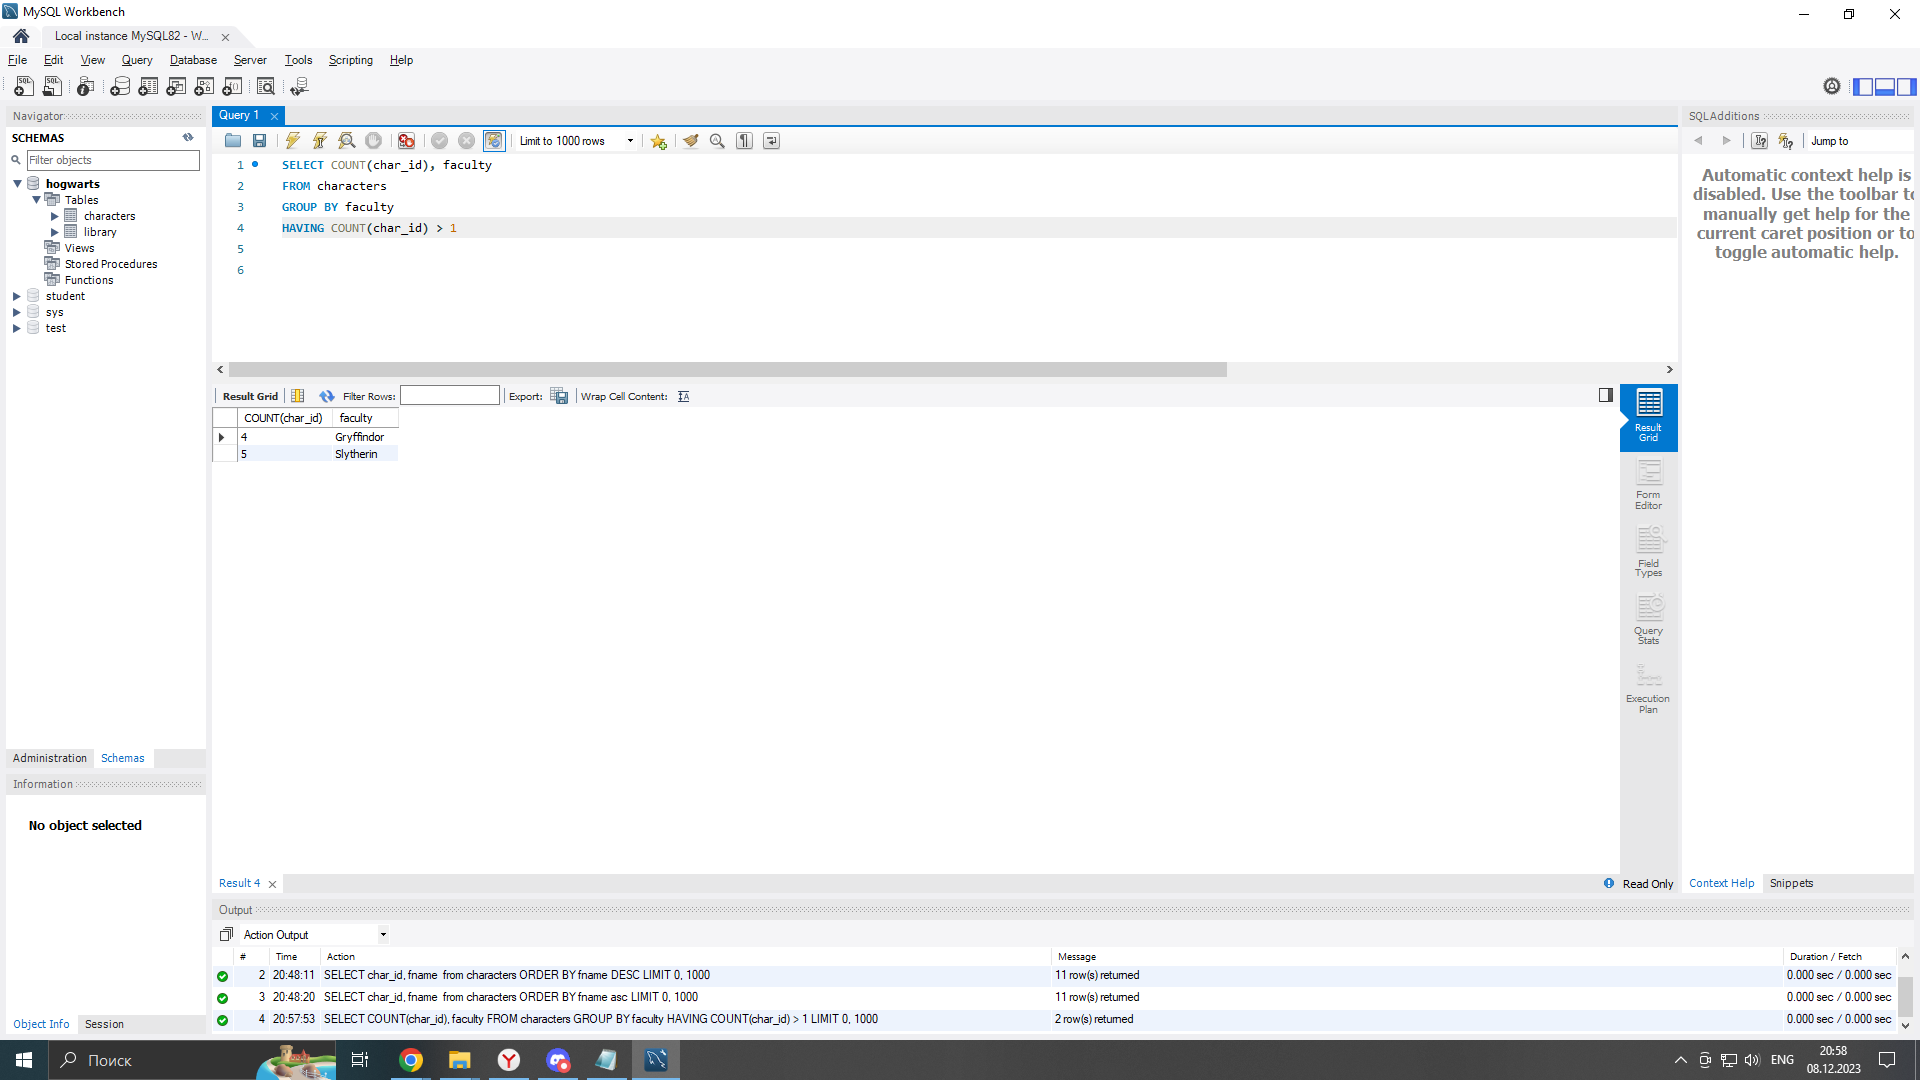 MySQL Workbench
Local instance MySQL82 - W...
File Edit View Query Database Server Tools Scripting Help
Navigator
SCHEMAS
Filter objects
hogwarts
Tables
characters
library
Views
Stored Procedures
Functions
student
sys
test
Administration Schemas
Information
No object selected
Object Info Session
Query 1
Limit to 1000 rows
1 SELECT COUNT(char_id), faculty
2 FROM characters
3 GROUP BY faculty
4 HAVING COUNT(char_id) > 1
5
6
Result Grid Filter Rows: Export: Wrap Cell Content:
COUNT(char_id) faculty
4 Gryffindor
5 Slytherin
Result Grid
Form Editor
Field Types
Query Stats
Execution Plan
Result 4
Read Only
SQLAdditions
Jump to
Automatic context help is
disabled. Use the toolbar to
manually get help for the
current caret position or to
toggle automatic help.
Context Help Snippets
Output
Action Output
# Time Action Message Duration / Fetch
2 20:48:11 SELECT char_id, fname from characters ORDER BY fname DESC LIMIT 0, 1000 11 row(s) returned 0.000 sec / 0.000 sec
3 20:48:20 SELECT char_id, fname from characters ORDER BY fname asc LIMIT 0, 1000 11 row(s) returned 0.000 sec / 0.000 sec
4 20:57:53 SELECT COUNT(char_id), faculty FROM characters GROUP BY faculty HAVING COUNT(char_id) > 1 LIMIT 0, 1000 2 row(s) returned 0.000 sec / 0.000 sec
Поиск
ENG
20:58
08.12.2023